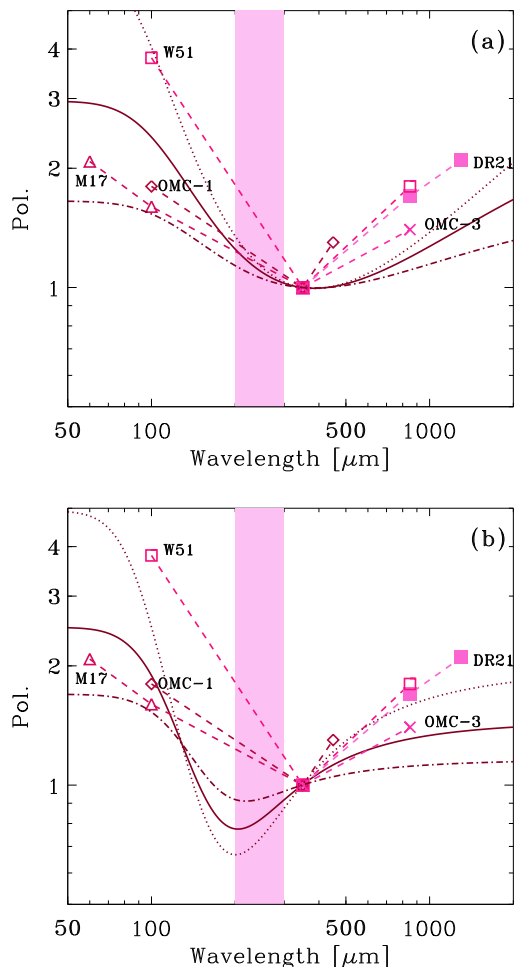 (a)
5
4
3
2
1
Pol.
W51
M17
OMC-1
DR21
OMC-3
50
100
500
1000
Wavelength [μm]
(b)
4
3
2
1
Pol.
W51
M17
OMC-1
DR21
OMC-3
50
100
500
1000
Wavelength [μm]